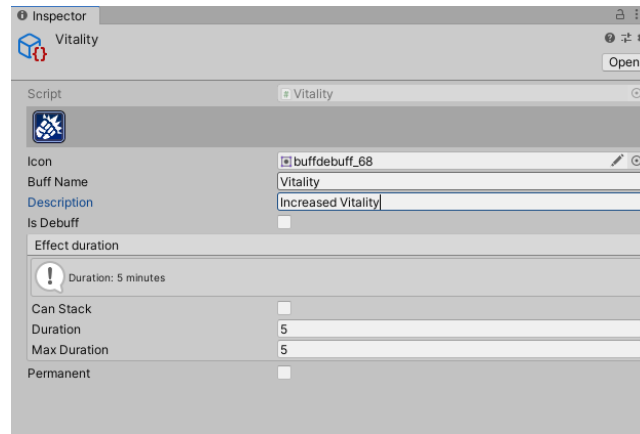 Inspector
Vitality
Open
Script Vitality
Icon buffdebuff_68
Buff Name Vitality
Description Increased Vitality
Is Debuff
Effect duration
Duration: 5 minutes
Can Stack
Duration 5
Max Duration 5
Permanent